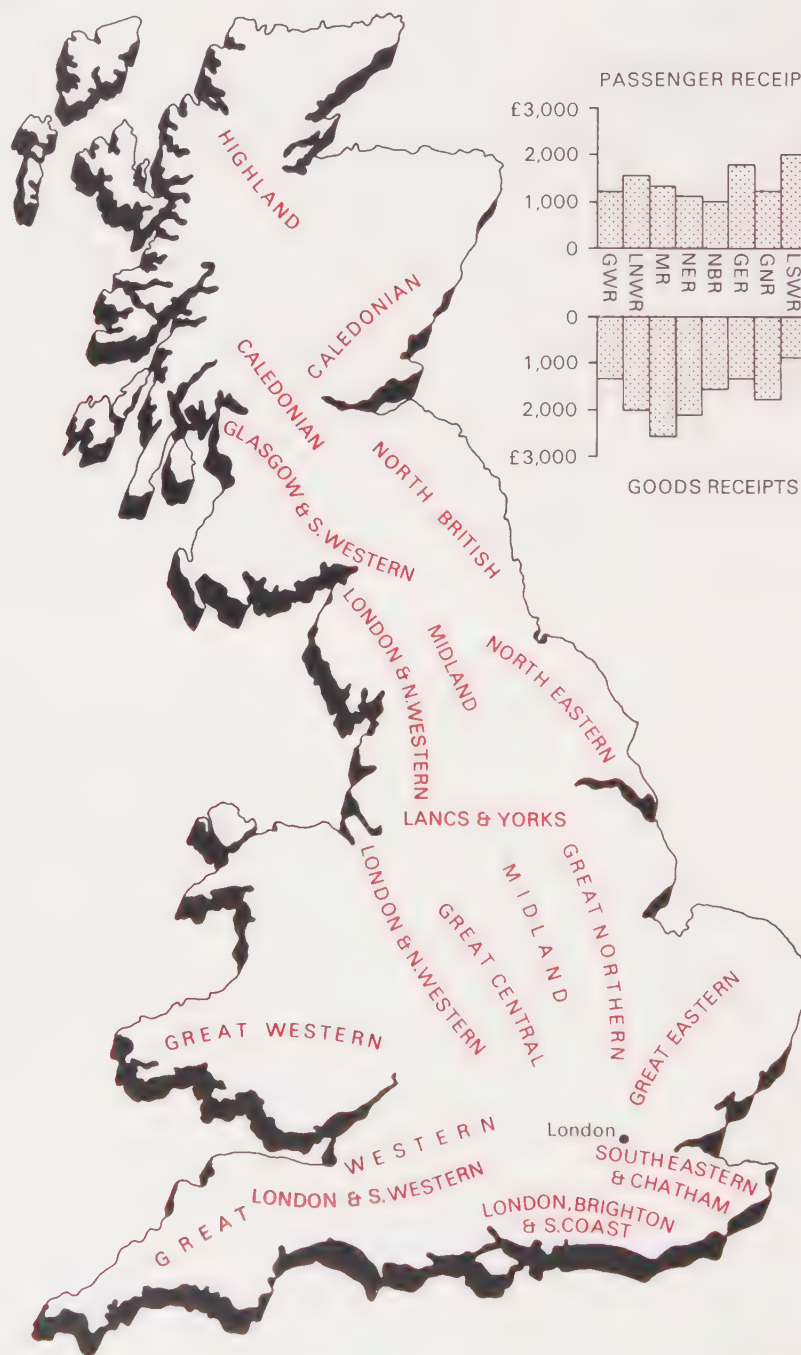 PASSENGER RECEIP
£3,000
2,000
1,000
0
GWR
LNWR
MR
NER
NBR
GER
GNR
LSWR
0
1,000
2,000
£3,000
GOODS RECEIPTS
HIGHLAND
CALEDONIAN
CALEDONIAN
GLASGOW & S. WESTERN
NORTH BRITISH
LONDON & N.WESTERN
MIDLAND
NORTH EASTERN
LANCS & YORKS
LONDON & N.WESTERN
GREAT CENTRAL
MIDLAND
GREAT NORTHERN
GREAT EASTERN
GREAT WESTERN
London
GREAT WESTERN
LONDON & S. WESTERN
SOUTH EASTERN
& CHATHAM
LONDON, BRIGHTON
& S.COAST